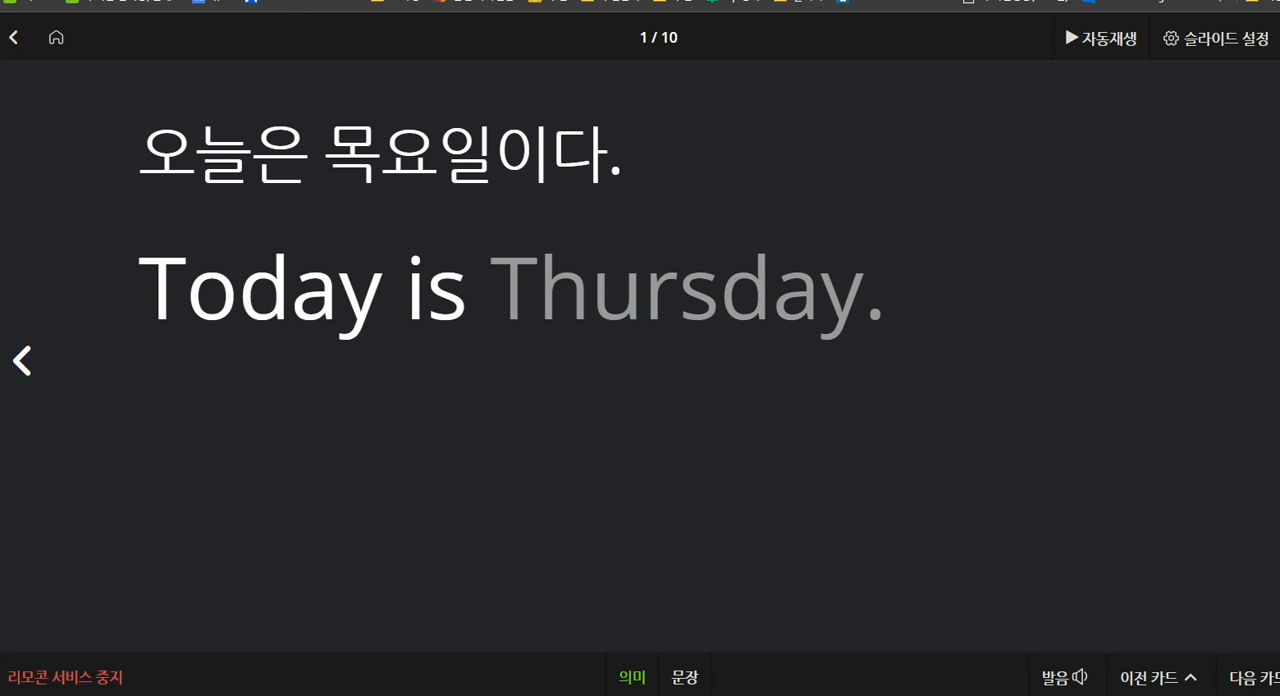 1 / 10
자동재생
슬라이드 설정
오늘은 목요일이다.
Today is Thursday.
리모콘 서비스 중지
의미
문장
발음
이전 카드
다음